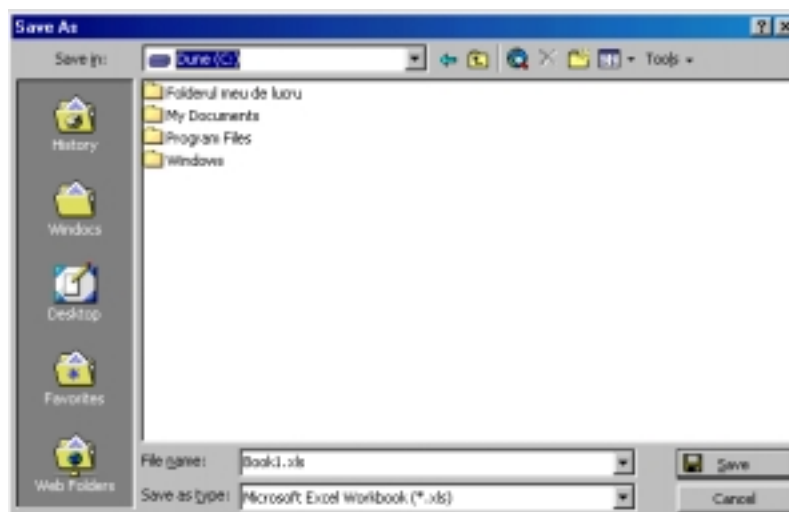 Save As
Save in: Dune (C:) Tools
Folderul meu de lucru
My Documents
Program Files
Windows
History
Windocs
Desktop
Favorites
Web Folders
File name: Book1.xls Save
Save as type: Microsoft Excel Workbook (*.xls) Cancel